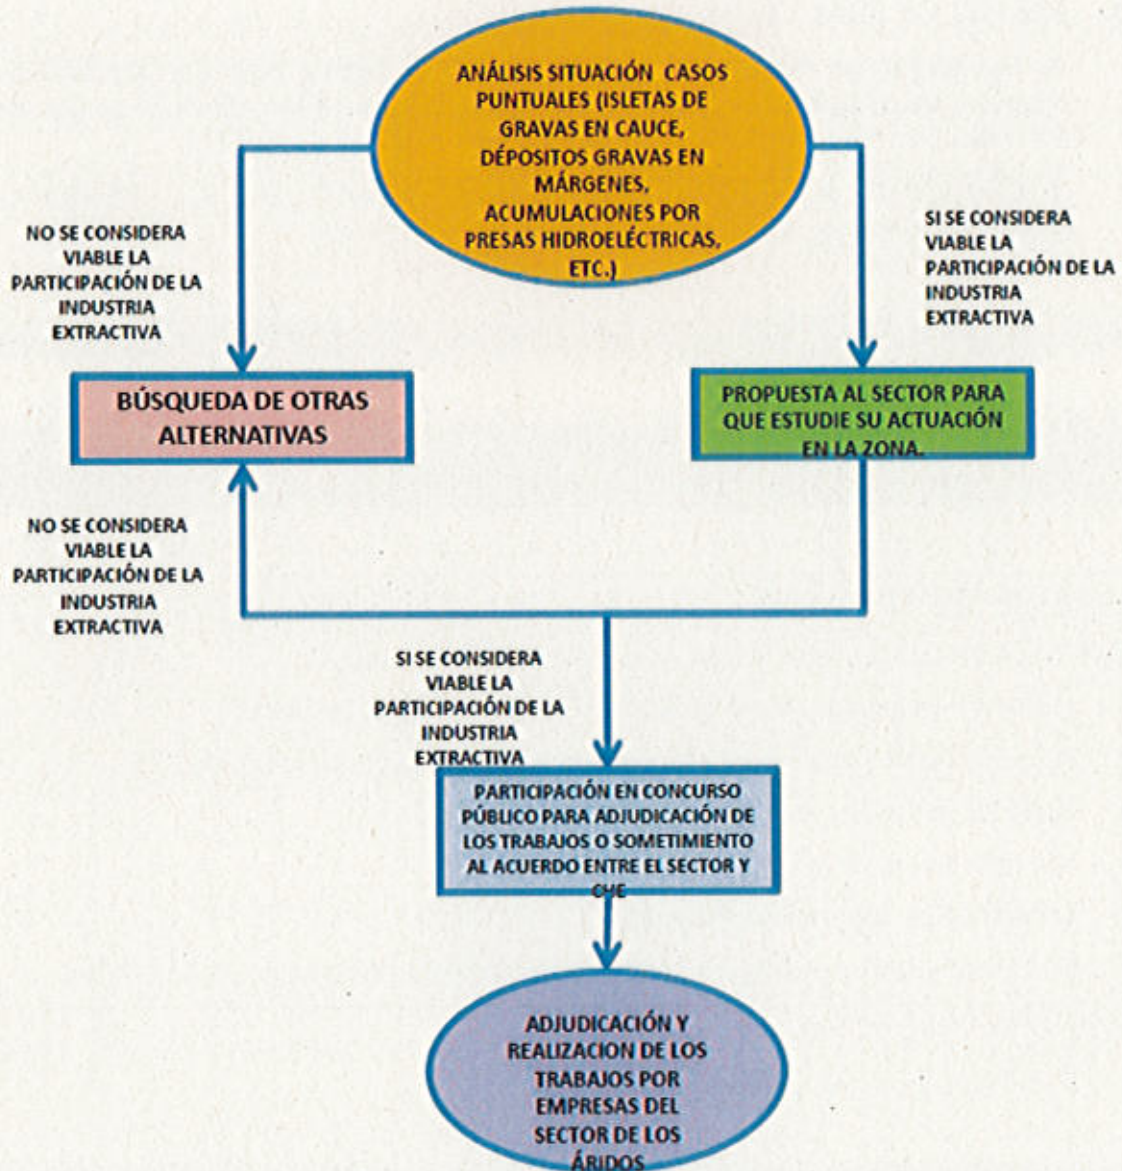 ANÁLISIS SITUACIÓN CASOS
PUNTUALES (ISLETAS DE
GRAVAS EN CAUCE,
DÉPOSITOS GRAVAS EN
MÁRGENES,
ACUMULACIONES POR
PRESAS HIDROELÉCTRICAS,
ETC.)
NO SE CONSIDERA
VIABLE LA
PARTICIPACIÓN DE LA
INDUSTRIA
EXTRACTIVA
SI SE CONSIDERA
VIABLE LA
PARTICIPACIÓN DE LA
INDUSTRIA
EXTRACTIVA
BÚSQUEDA DE OTRAS
ALTERNATIVAS
PROPUESTA AL SECTOR PARA
QUE ESTUDIE SU ACTUACIÓN
EN LA ZONA.
NO SE CONSIDERA
VIABLE LA
PARTICIPACIÓN DE LA
INDUSTRIA
EXTRACTIVA
SI SE CONSIDERA
VIABLE LA
PARTICIPACIÓN DE LA
INDUSTRIA
EXTRACTIVA
PARTICIPACIÓN EN CONCURSO
PÚBLICO PARA ADJUDICACIÓN DE
LOS TRABAJOS O SOMETIMIENTO
AL ACUERDO ENTRE EL SECTOR Y
CHE
ADJUDICACIÓN Y
REALIZACION DE LOS
TRABAJOS POR
EMPRESAS DEL
SECTOR DE LOS
ÁRIDOS